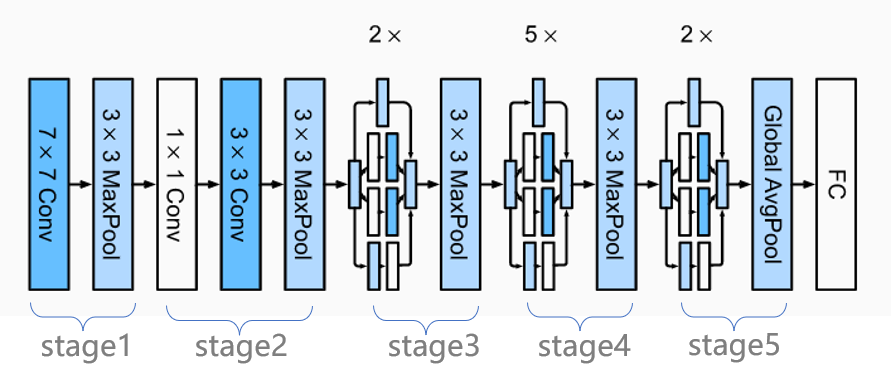 2 ×
5 ×
2 ×
7 × 7 Conv
3 × 3 MaxPool
1 × 1 Conv
3 × 3 Conv
3 × 3 MaxPool
3 × 3 MaxPool
3 × 3 MaxPool
Global AvgPool
FC
stage1
stage2
stage3
stage4
stage5